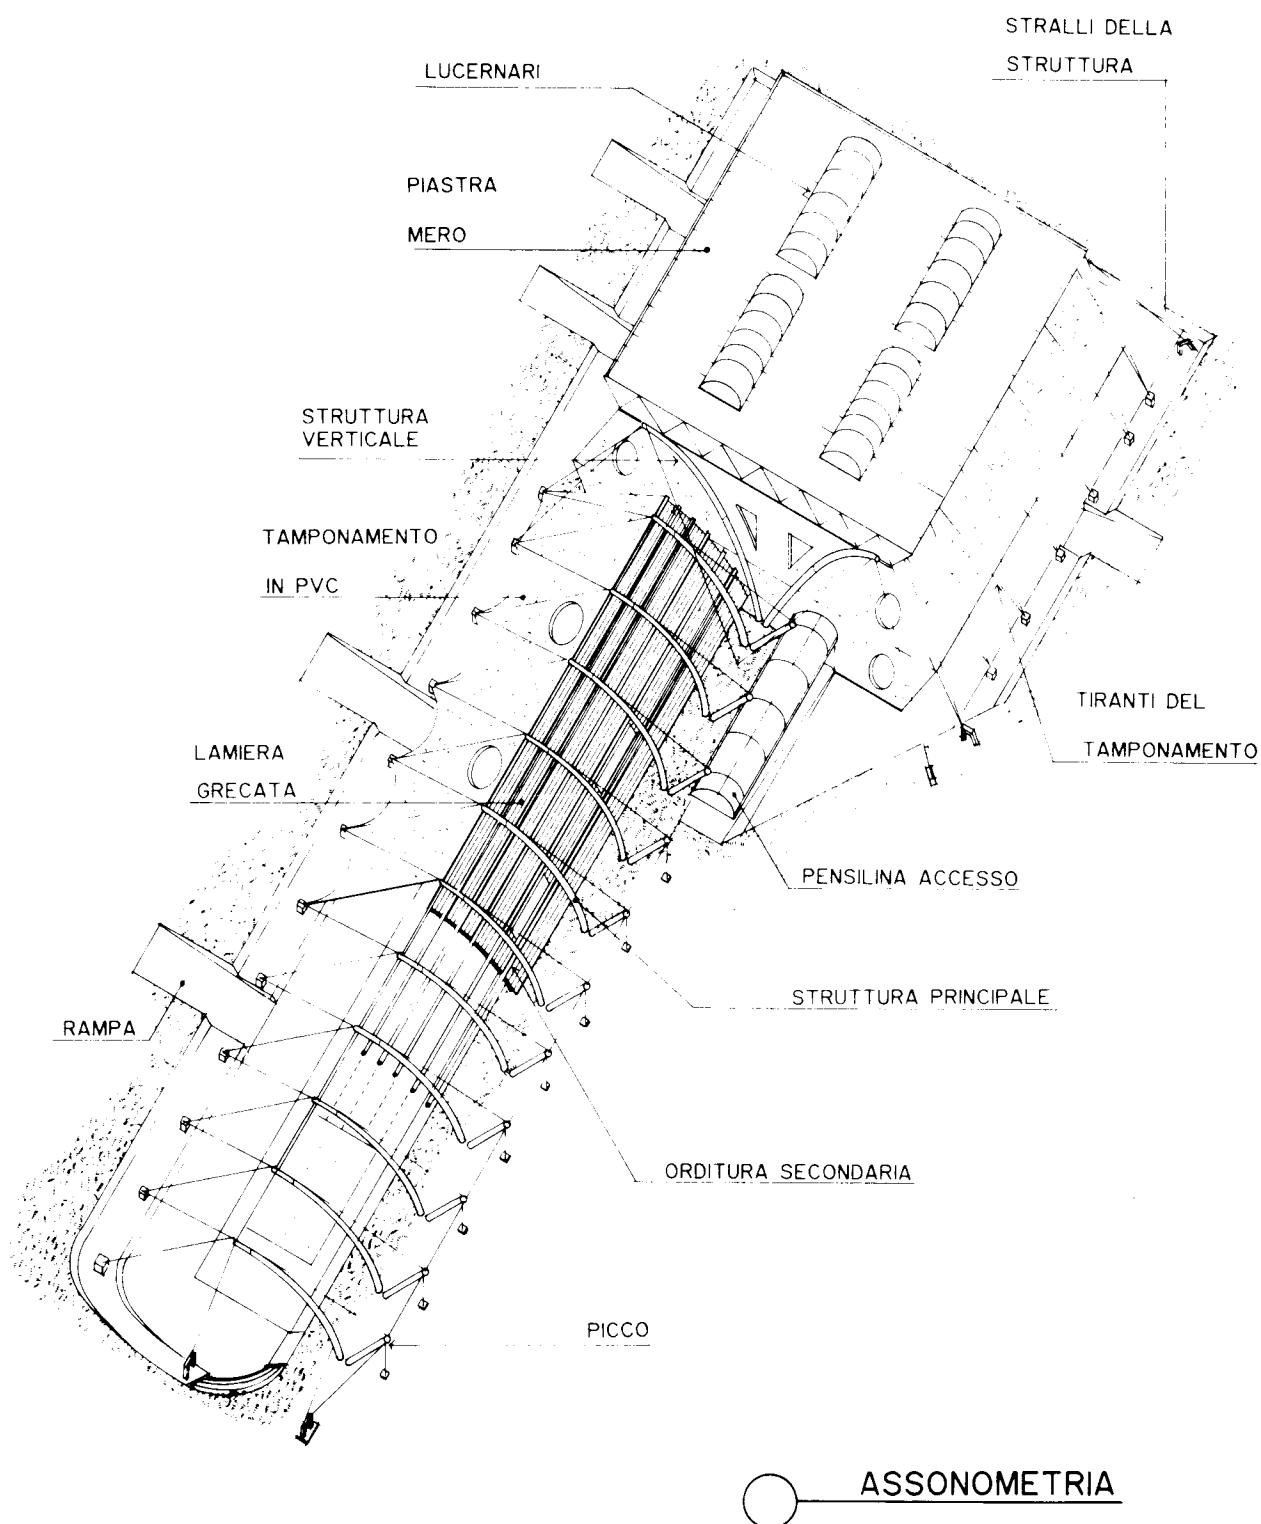 STRALLI DELLA
STRUTTURA
LUCERNARI
PIASTRA
MERO
STRUTTURA
VERTICALE
TAMPONAMENTO
IN PVC
TIRANTI DEL
TAMPONAMENTO
LAMIERA
GRECATA
PENSILINA ACCESSO
STRUTTURA PRINCIPALE
RAMPA
ORDITURA SECONDARIA
PICCO
ASSONOMETRIA